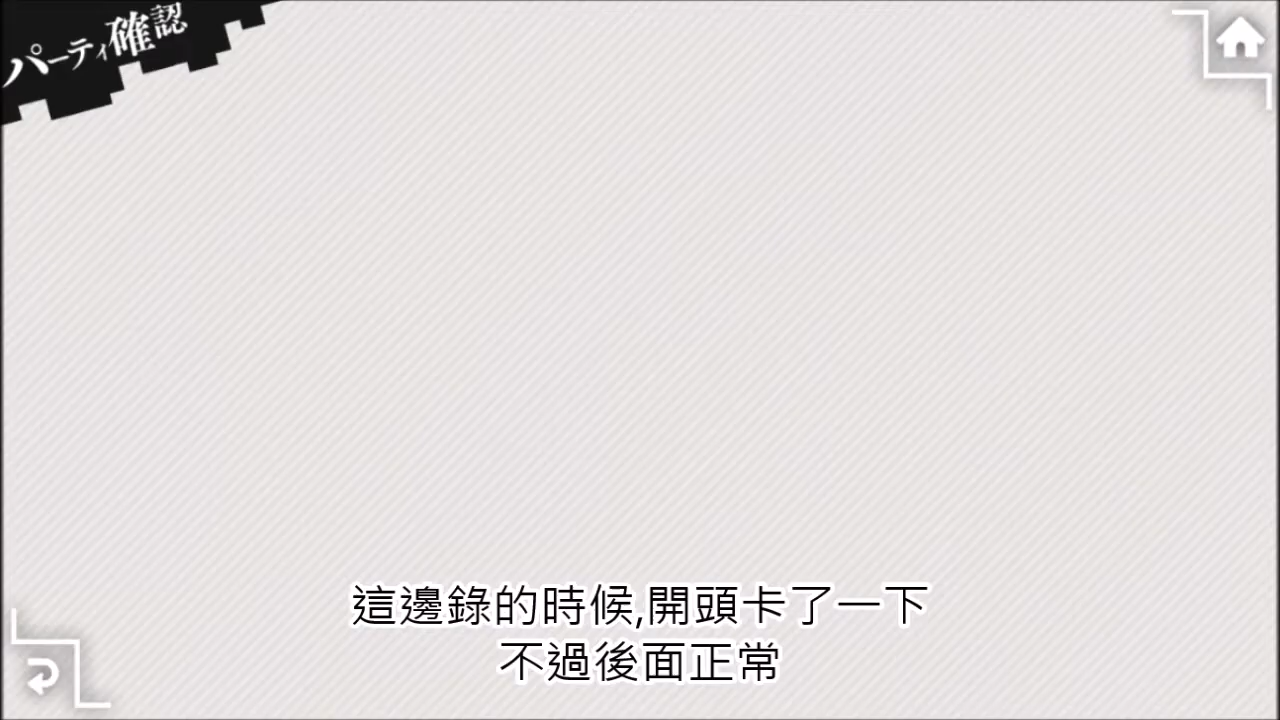 パーティ確認
這邊錄的時候,開頭卡了一下
不過後面正常